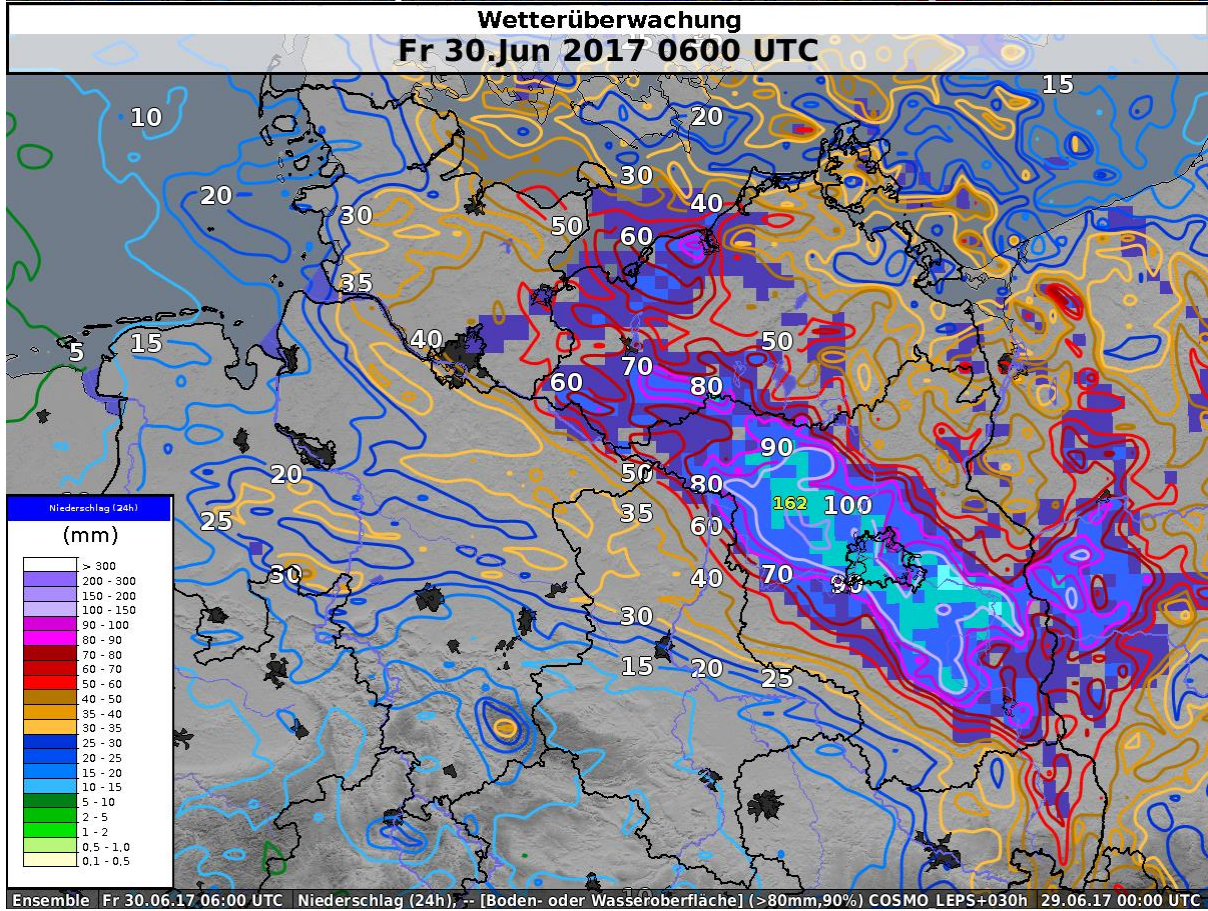 Wetterüberwachung
Fr 30.Jun 2017 0600 UTC
15
10
20
30
20
40
50
60
30
35
5
15
40
50
70
60
80
90
20
50
80
162
100
25
35
60
30
40
70
90
30
15
20
25
Niederschlag (24h)
(mm)
> 300
200 - 300
150 - 200
100 - 150
90 - 100
80 - 90
70 - 80
60 - 70
50 - 60
40 - 50
35 - 40
30 - 35
25 - 30
20 - 25
15 - 20
10 - 15
5 - 10
2 - 5
1 - 2
0,5 - 1,0
0,1 - 0,5
10
Ensemble Fr 30.06.17 06:00 UTC Niederschlag (24h), -- [Boden- oder Wasseroberfläche] (>80mm,90%) COSMO_LEPS+030h 29.06.17 00:00 UTC